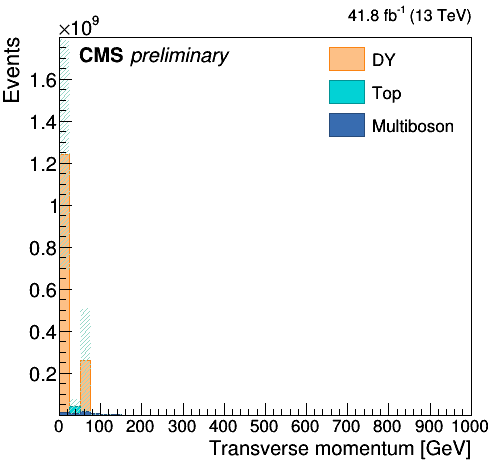 41.8 fb⁻¹ (13 TeV)
×10⁹
CMS preliminary
Events
DY
Top
Multiboson
1.6
1.4
1.2
1
0.8
0.6
0.4
0.2
0 100 200 300 400 500 600 700 800 900 1000
Transverse momentum [GeV]